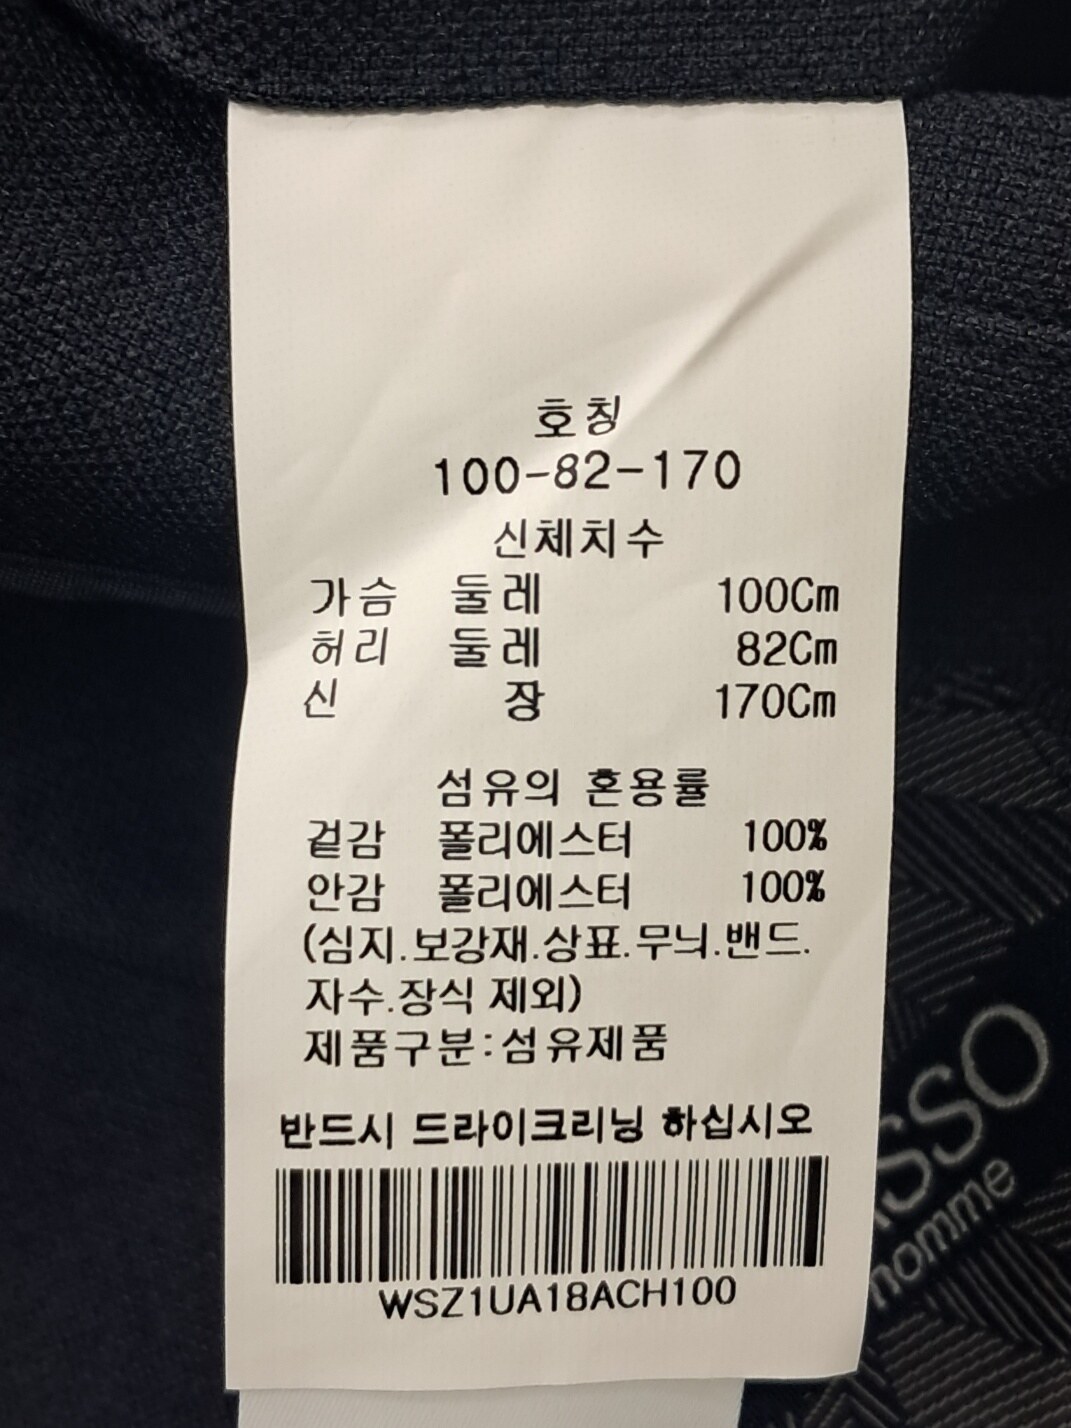 호칭
100-82-170
신체치수
가슴 둘레 100Cm
허리 둘레 82Cm
신 장 170Cm
섬유의 혼용률
겉감 폴리에스터 100%
안감 폴리에스터 100%
(심지.보강재.상표.무늬.밴드.
자수.장식 제외)
제품구분:섬유제품
반드시 드라이크리닝 하십시오
WSZ1UA18ACH100
homme